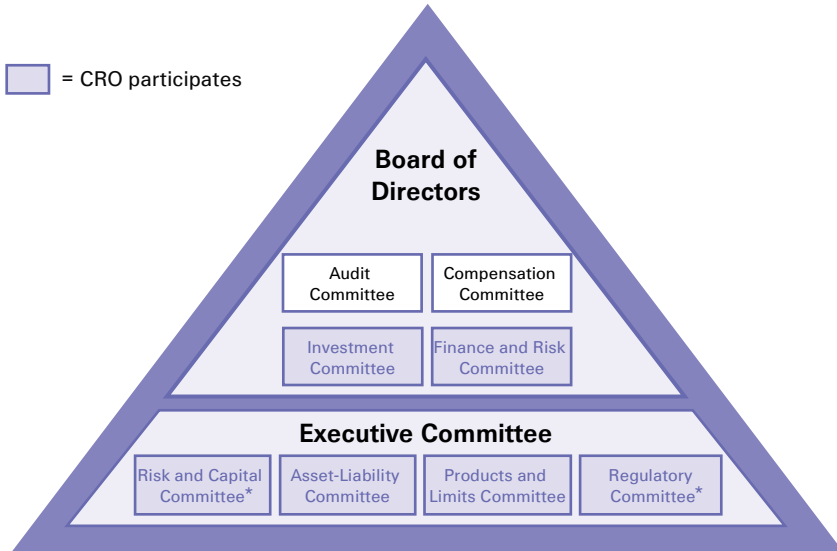 = CRO participates
Board of
Directors
Audit
Committee
Compensation
Committee
Investment
Committee
Finance and Risk
Committee
Executive Committee
Risk and Capital
Committee*
Asset-Liability
Committee
Products and
Limits Committee
Regulatory
Committee*